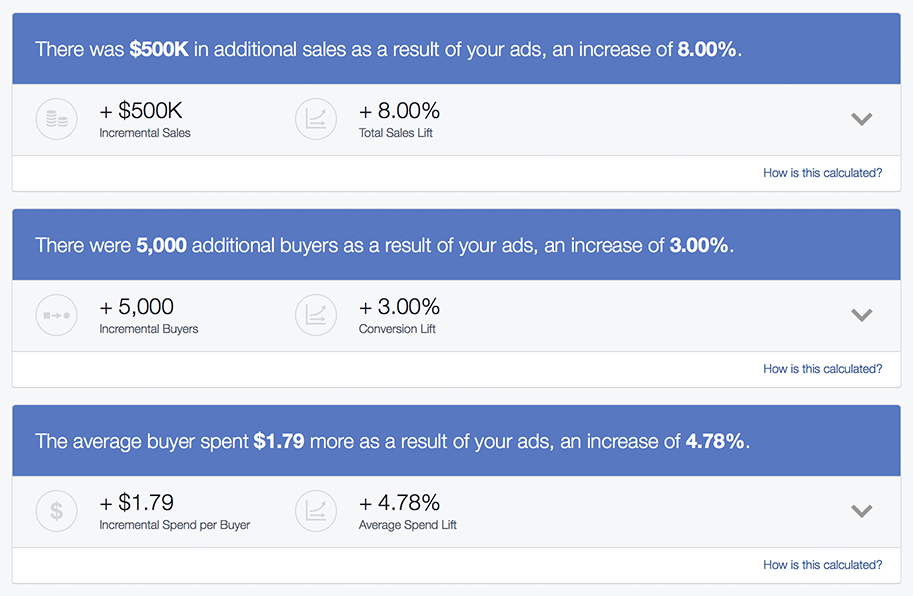 There was $500K in additional sales as a result of your ads, an increase of 8.00%.
+ $500K
Incremental Sales
+ 8.00%
Total Sales Lift
How is this calculated?
There were 5,000 additional buyers as a result of your ads, an increase of 3.00%.
+ 5,000
Incremental Buyers
+ 3.00%
Conversion Lift
How is this calculated?
The average buyer spent $1.79 more as a result of your ads, an increase of 4.78%.
$
+ $1.79
Incremental Spend per Buyer
+ 4.78%
Average Spend Lift
How is this calculated?